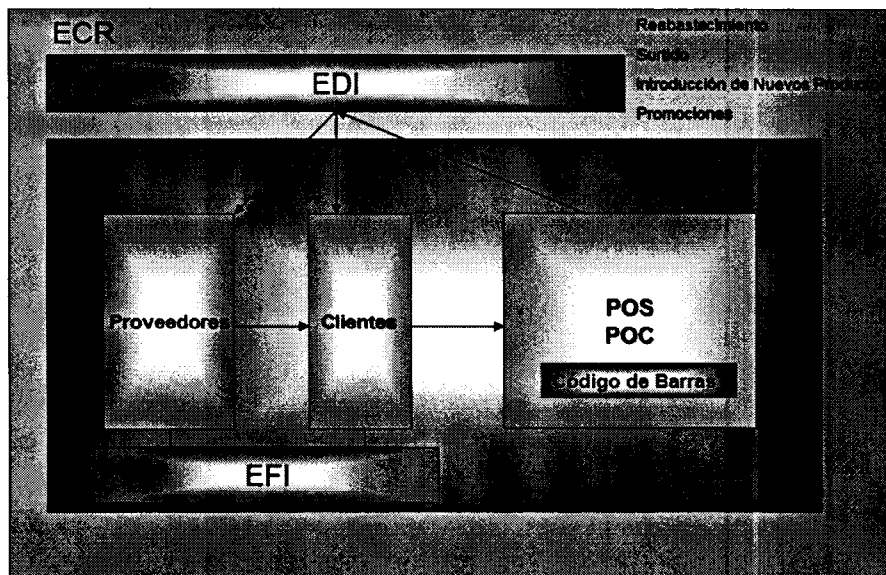 ECR
Reabastecimiento
Surtido
Introducción de Nuevos Productos
Promociones
EDI
Proveedores
Clientes
POS
POC
Código de Barras
EFI